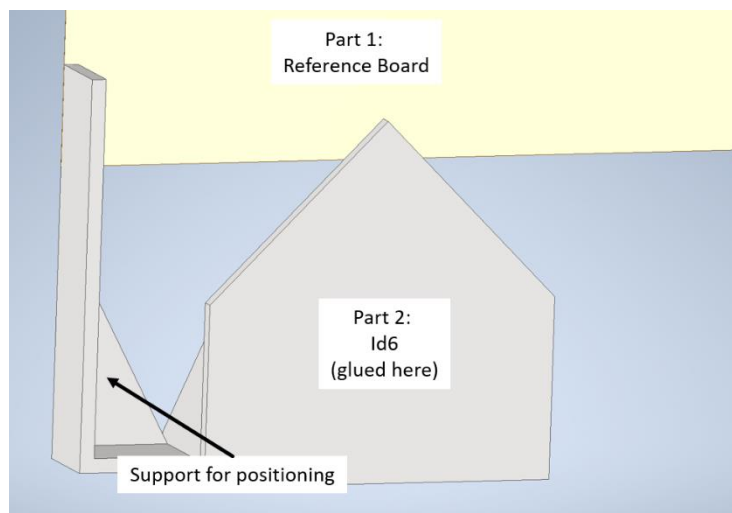 Part 1:
Reference Board
Part 2:
Id6
(glued here)
Support for positioning